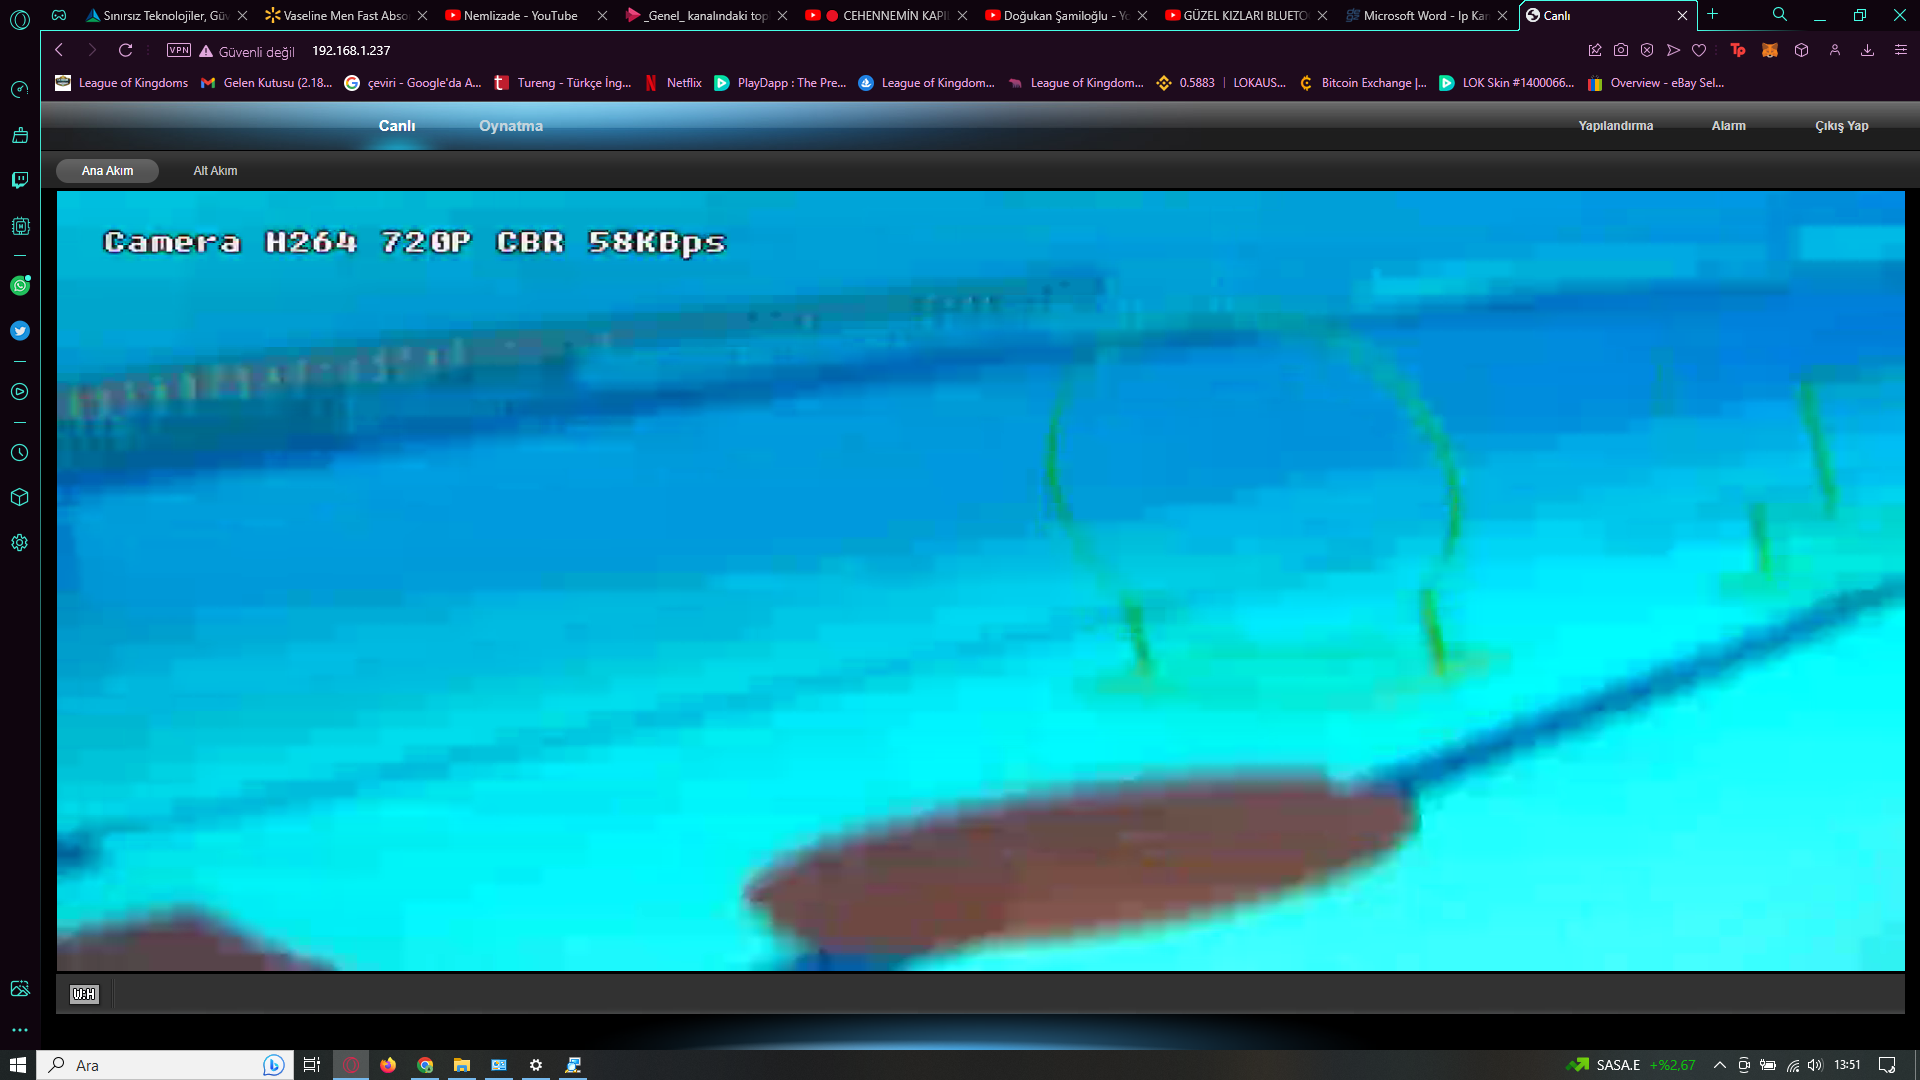 Sınırsız Teknolojiler, Gü
Vaseline Men Fast Abso
Nemlizade - YouTube
_Genel_ kanalındaki top
CEHENNEMİN KAPI
Doğukan Şamiloğlu - Yo
GÜZEL KIZLARI BLUETO
Microsoft Word - Ip Kar
Canlı
VPN
Güvenli değil
192.168.1.237
League of Kingdoms
Gelen Kutusu (2.18...
çeviri - Google'da A...
Tureng - Türkçe İng...
Netflix
PlayDapp : The Pre...
League of Kingdom...
League of Kingdom...
0.5883 | LOKAUS...
Bitcoin Exchange |...
LOK Skin #1400066...
Overview - eBay Sel...
Canlı
Oynatma
Yapılandırma
Alarm
Çıkış Yap
Ana Akım
Alt Akım
Camera H264 720P CBR 58KBps
W:H
Ara
SASA.E +%2.67
13:51